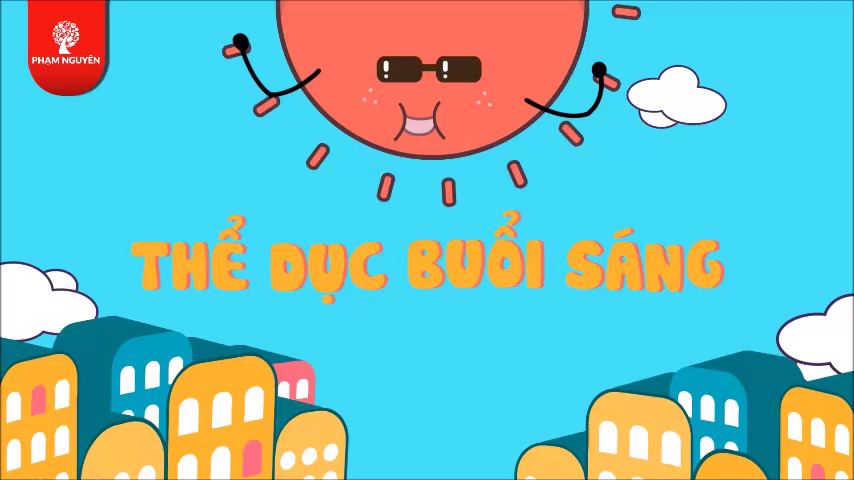 PHẠM NGUYÊN
THỂ DỤC BUỔI SÁNG